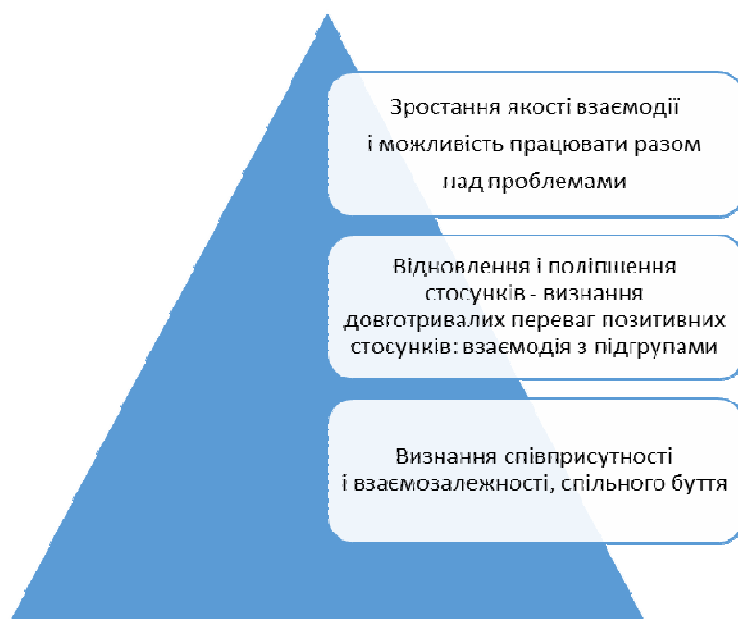 Зростання якості взаємодії
і можливість працювати разом
над проблемами
Відновлення і поліпшення
стосунків - визнання
довготривалих переваг позитивних
стосунків: взаємодія з підгрупами
Визнання співприсутності
і взаємозалежності, спільного буття